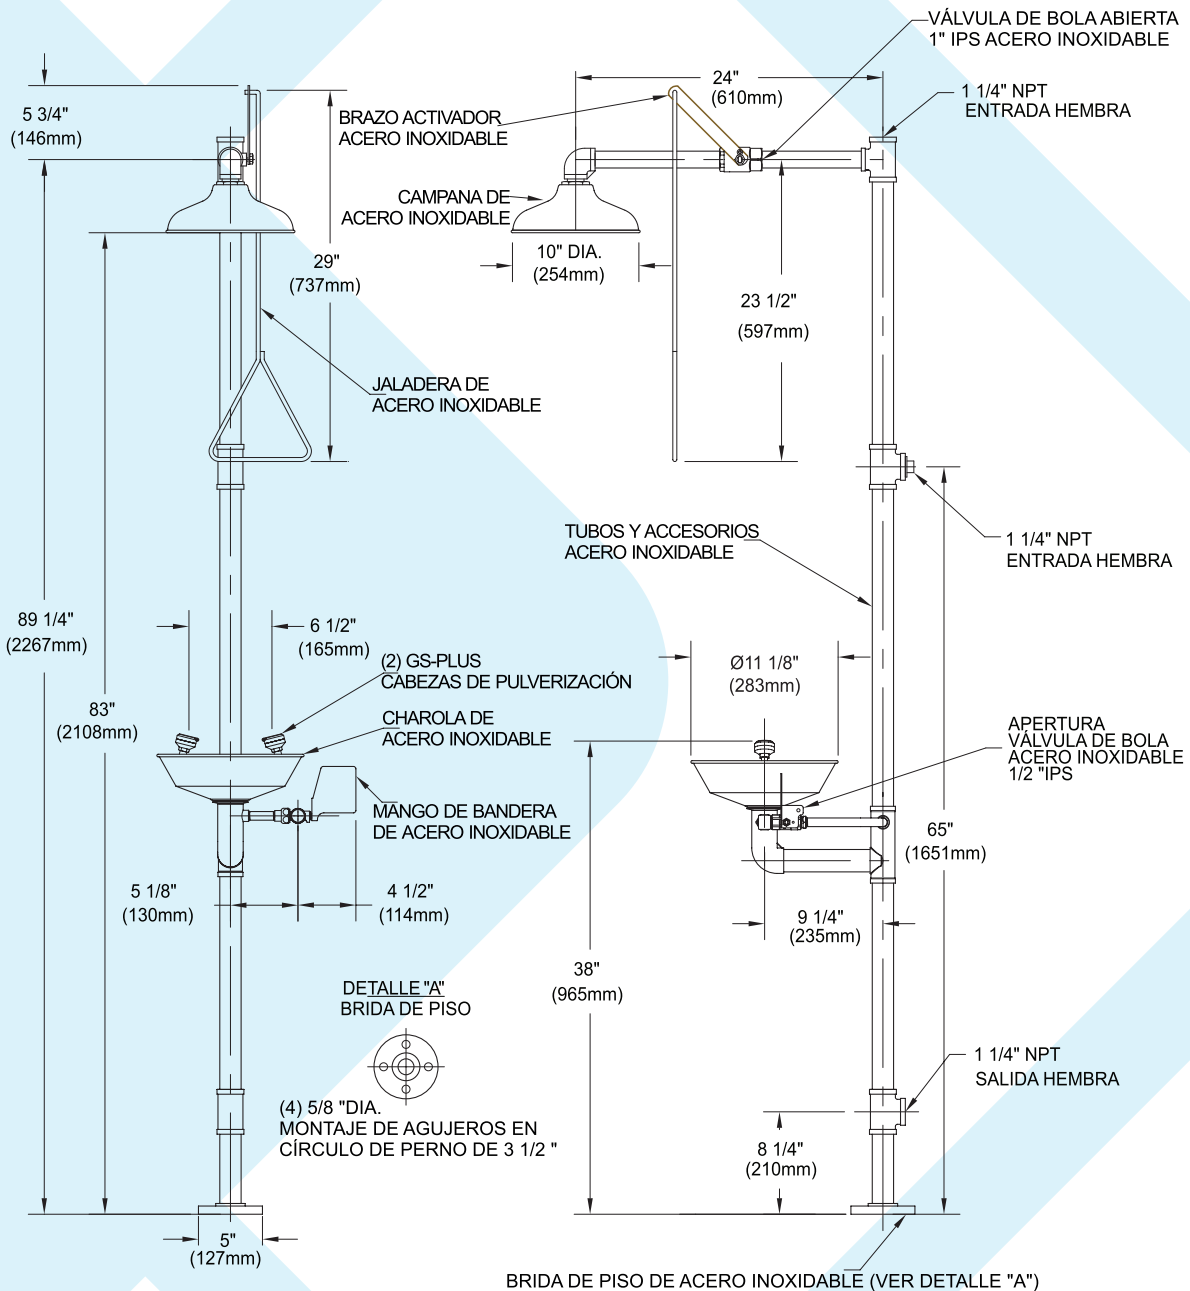 VÁLVULA DE BOLA ABIERTA
1" IPS ACERO INOXIDABLE
24"
(610mm)
1 1/4" NPT
ENTRADA HEMBRA
5 3/4"
(146mm)
BRAZO ACTIVADOR
ACERO INOXIDABLE
CAMPANA DE
ACERO INOXIDABLE
10" DIA.
(254mm)
29"
(737mm)
23 1/2"
(597mm)
JALADERA DE
ACERO INOXIDABLE
TUBOS Y ACCESORIOS
ACERO INOXIDABLE
1 1/4" NPT
ENTRADA HEMBRA
89 1/4"
(2267mm)
6 1/2"
(165mm)
(2) GS-PLUS
CABEZAS DE PULVERIZACIÓN
Ø11 1/8"
(283mm)
83"
(2108mm)
CHAROLA DE
ACERO INOXIDABLE
APERTURA
VÁLVULA DE BOLA
ACERO INOXIDABLE
1/2 "IPS
MANGO DE BANDERA
DE ACERO INOXIDABLE
65"
(1651mm)
5 1/8"
(130mm)
4 1/2"
(114mm)
9 1/4"
(235mm)
38"
(965mm)
DETALLE "A"
BRIDA DE PISO
1 1/4" NPT
SALIDA HEMBRA
(4) 5/8 "DIA.
MONTAJE DE AGUJEROS EN
CÍRCULO DE PERNO DE 3 1/2 "
8 1/4"
(210mm)
5"
(127mm)
BRIDA DE PISO DE ACERO INOXIDABLE (VER DETALLE "A")